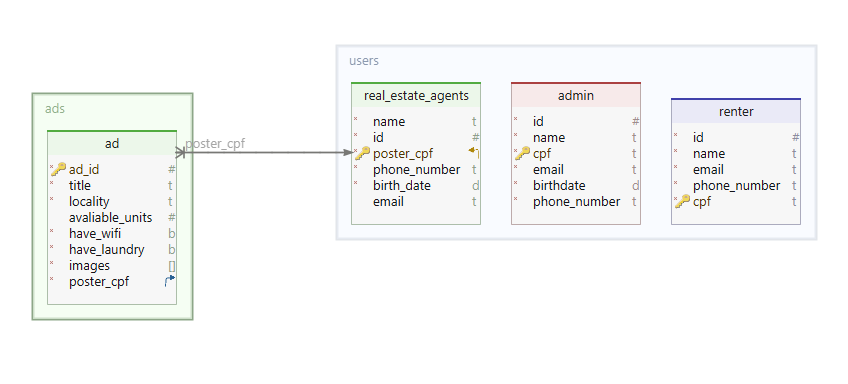 users
real_estate_agents
name t
id #
poster_cpf
phone_number t
birth_date d
email t
admin
id #
name t
cpf t
email t
birthdate d
phone_number t
renter
id #
name t
email t
phone_number t
cpf t
ads
ad
ad_id #
title t
locality t
avaliable_units #
have_wifi b
have_laundry b
images []
poster_cpf
poster_cpf